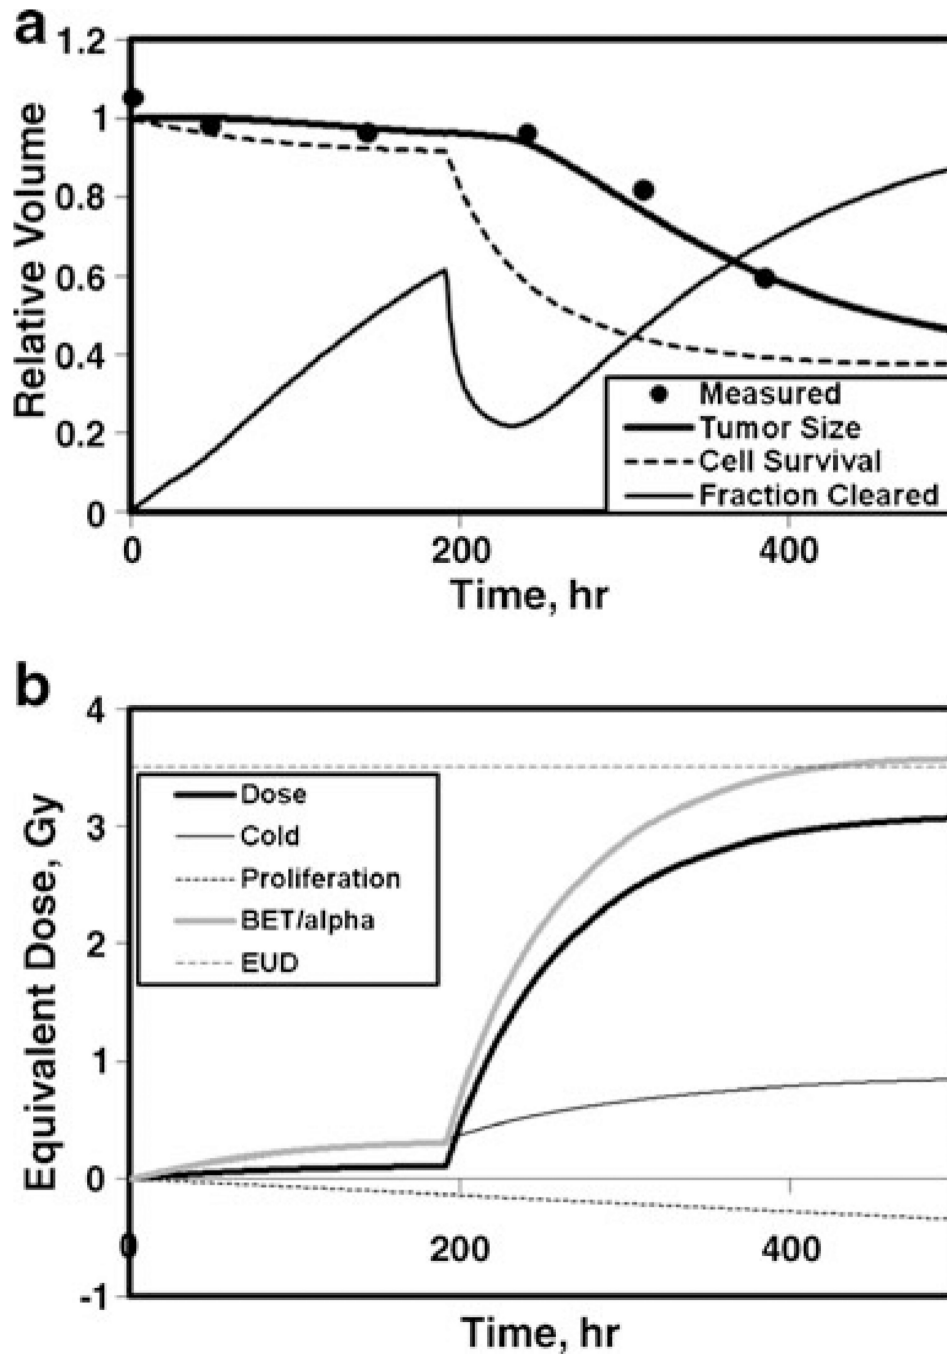 a
1.2
1
0.8
0.6
0.4
0.2
0
Relative Volume
Measured
Tumor Size
Cell Survival
Fraction Cleared
0 200 400
Time, hr
b
4
3
2
1
0
-1
Equivalent Dose, Gy
Dose
Cold
Proliferation
BET/alpha
EUD
0 200 400
Time, hr